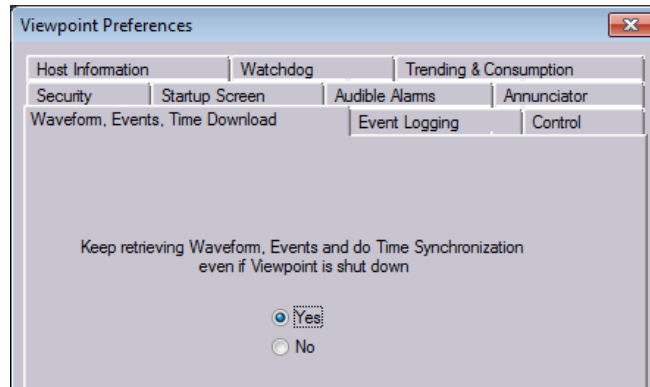 Viewpoint Preferences
Host Information Watchdog Trending & Consumption
Security Startup Screen Audible Alarms Annunciator
Waveform, Events, Time Download Event Logging Control
Keep retrieving Waveform, Events and do Time Synchronization
even if Viewpoint is shut down
Yes
No